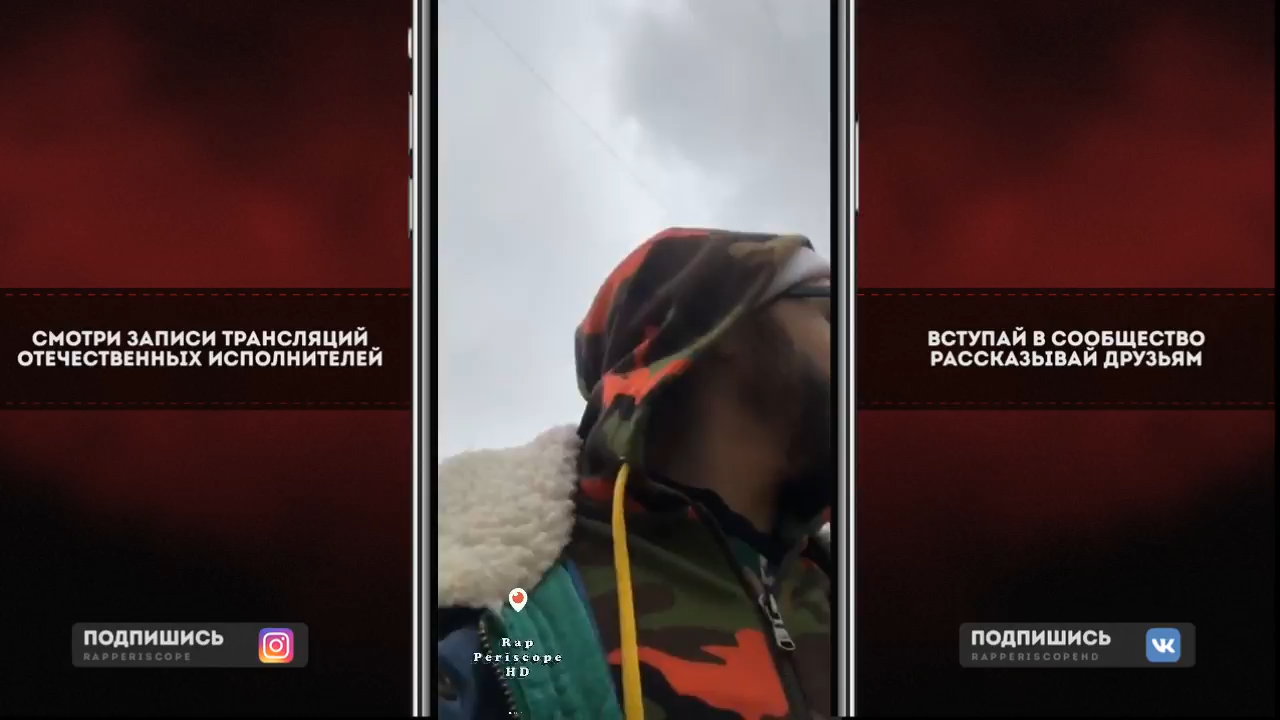 СМОТРИ ЗАПИСИ ТРАНСЛЯЦИЙ
ОТЕЧЕСТВЕННЫХ ИСПОЛНИТЕЛЕЙ
ВСТУПАЙ В СООБЩЕСТВО
РАССКАЗЫВАЙ ДРУЗЬЯМ
Rap
Periscope
HD
ПОДПИШИСЬ
RAPPERISCOPE
ПОДПИШИСЬ
RAPPERISCOPEHD